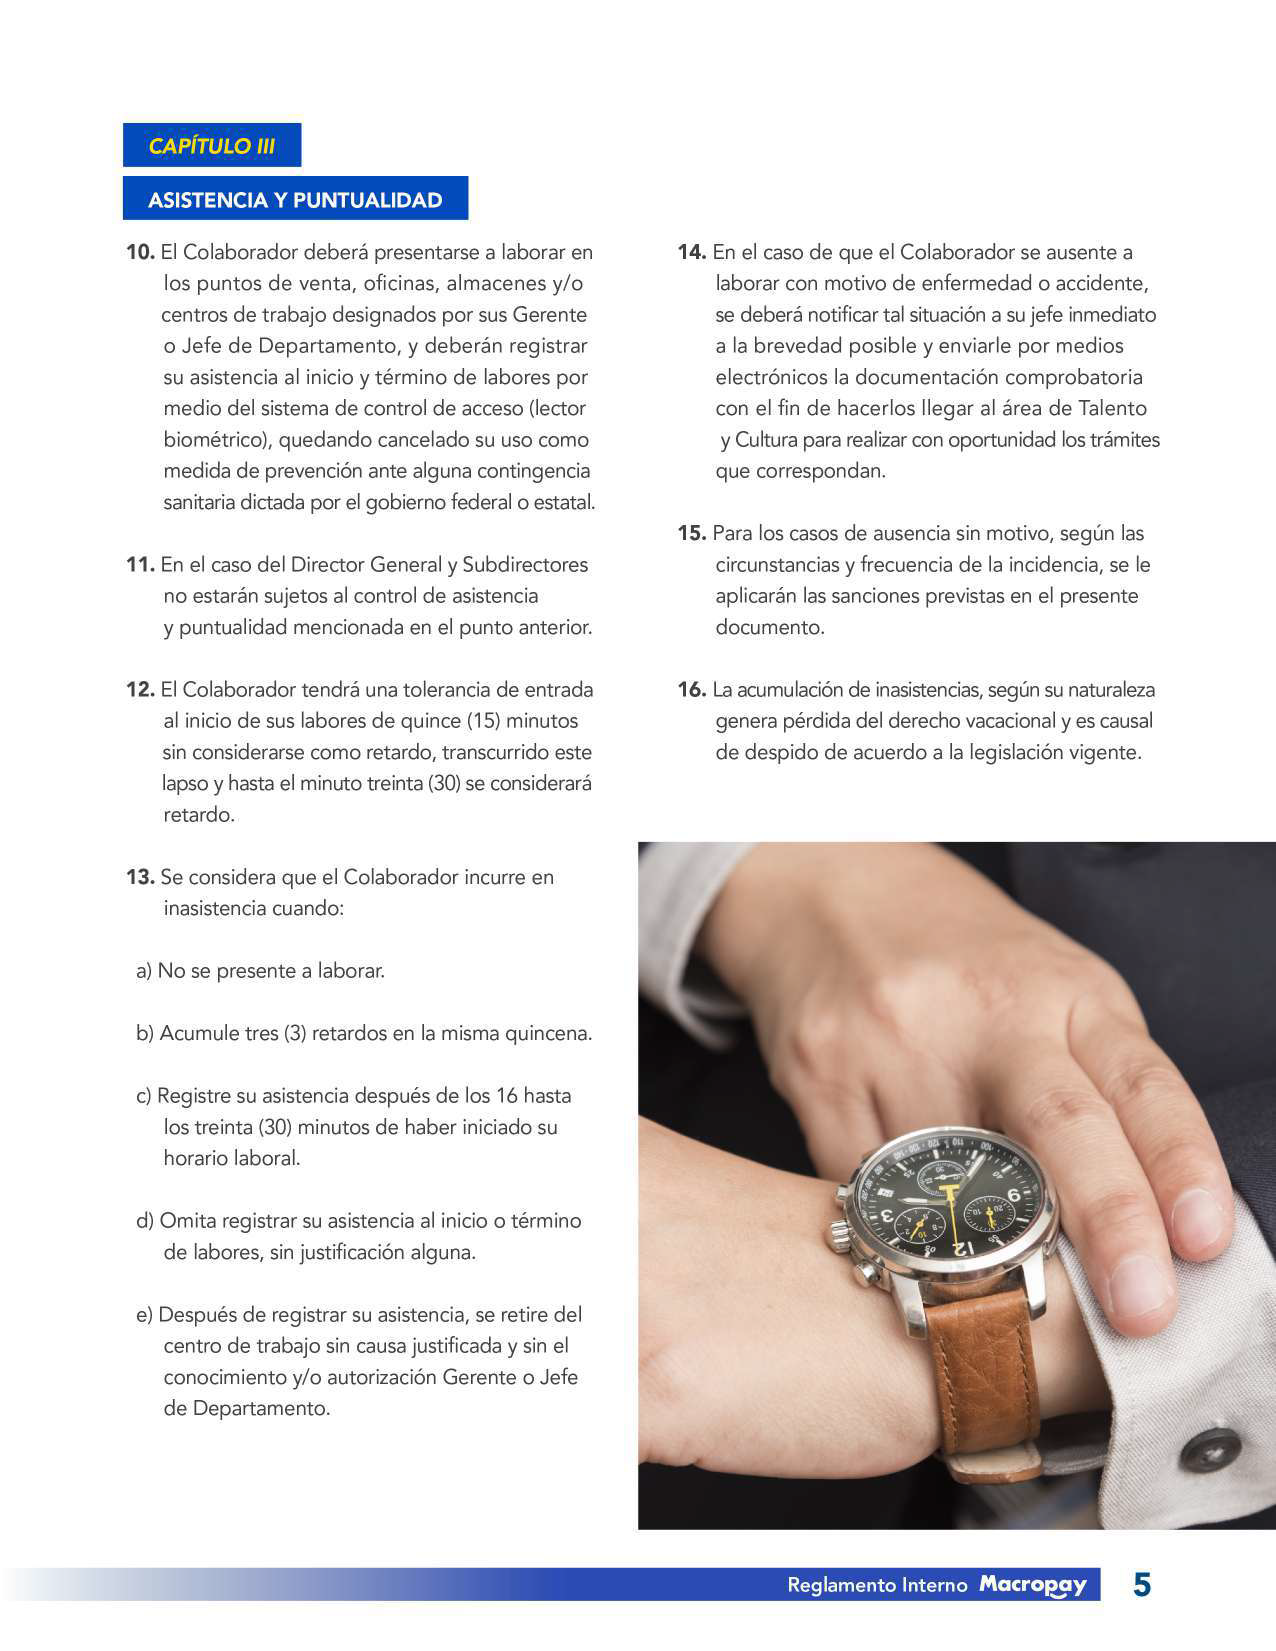 CAPÍTULO III
ASISTENCIA Y PUNTUALIDAD
10. El Colaborador deberá presentarse a laborar en
los puntos de venta, oficinas, almacenes y/o
centros de trabajo designados por sus Gerente
o Jefe de Departamento, y deberán registrar
su asistencia al inicio y término de labores por
medio del sistema de control de acceso (lector
biométrico), quedando cancelado su uso como
medida de prevención ante alguna contingencia
sanitaria dictada por el gobierno federal o estatal.
11. En el caso del Director General y Subdirectores
no estarán sujetos al control de asistencia
y puntualidad mencionada en el punto anterior.
12. El Colaborador tendrá una tolerancia de entrada
al inicio de sus labores de quince (15) minutos
sin considerarse como retardo, transcurrido este
lapso y hasta el minuto treinta (30) se considerará
retardo.
13. Se considera que el Colaborador incurre en
inasistencia cuando:
a) No se presente a laborar.
b) Acumule tres (3) retardos en la misma quincena.
c) Registre su asistencia después de los 16 hasta
los treinta (30) minutos de haber iniciado su
horario laboral.
d) Omita registrar su asistencia al inicio o término
de labores, sin justificación alguna.
e) Después de registrar su asistencia, se retire del
centro de trabajo sin causa justificada y sin el
conocimiento y/o autorización Gerente o Jefe
de Departamento.
14. En el caso de que el Colaborador se ausente a
laborar con motivo de enfermedad o accidente,
se deberá notificar tal situación a su jefe inmediato
a la brevedad posible y enviarle por medios
electrónicos la documentación comprobatoria
con el fin de hacerlos llegar al área de Talento
y Cultura para realizar con oportunidad los trámites
que correspondan.
15. Para los casos de ausencia sin motivo, según las
circunstancias y frecuencia de la incidencia, se le
aplicarán las sanciones previstas en el presente
documento.
16. La acumulación de inasistencias, según su naturaleza
genera pérdida del derecho vacacional y es causal
de despido de acuerdo a la legislación vigente.
9
3
12
Reglamento Interno Macropay 5